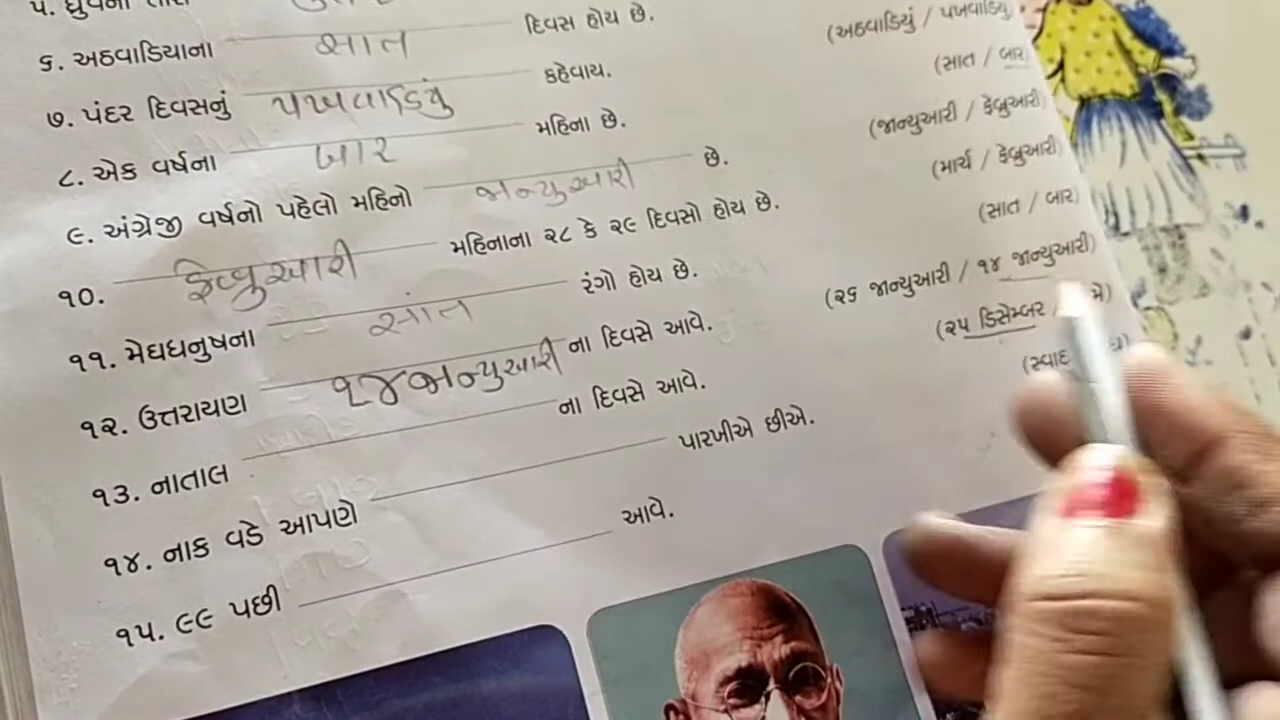 ૫. ધ્રુવના તારા
૬. અઠવાડિયાના સાત દિવસ હોય છે. (અઠવાડિયું / પખવાડિયું
૭. પંદર દિવસનું પખવાડિયું કહેવાય. (સાત / બાર)
૮. એક વર્ષના બાર મહિના છે. (જાન્યુઆરી / ફેબ્રુઆરી)
૯. અંગ્રેજી વર્ષનો પહેલો મહિનો જાન્યુઆરી છે. (માર્ચ / ફેબ્રુઆરી)
૧૦. ફેબ્રુઆરી મહિનાના ૨૮ કે ૨૯ દિવસો હોય છે. (સાત / બાર)
૧૧. મેઘધનુષના સાત રંગો હોય છે. (૨૬ જાન્યુઆરી / ૧૪ જાન્યુઆરી)
૧૨. ઉત્તરાયણ ૧૪ જાન્યુઆરી ના દિવસે આવે. (૨૫ ડિસેમ્બર / મે)
૧૩. નાતાલ ના દિવસે આવે. (સ્વાદ
૧૪. નાક વડે આપણે પારખીએ છીએ.
૧૫. ૯૯ પછી આવે.